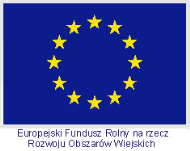 Europejski Fundusz Rolny na rzecz
Rozwoju Obszarów Wiejskich